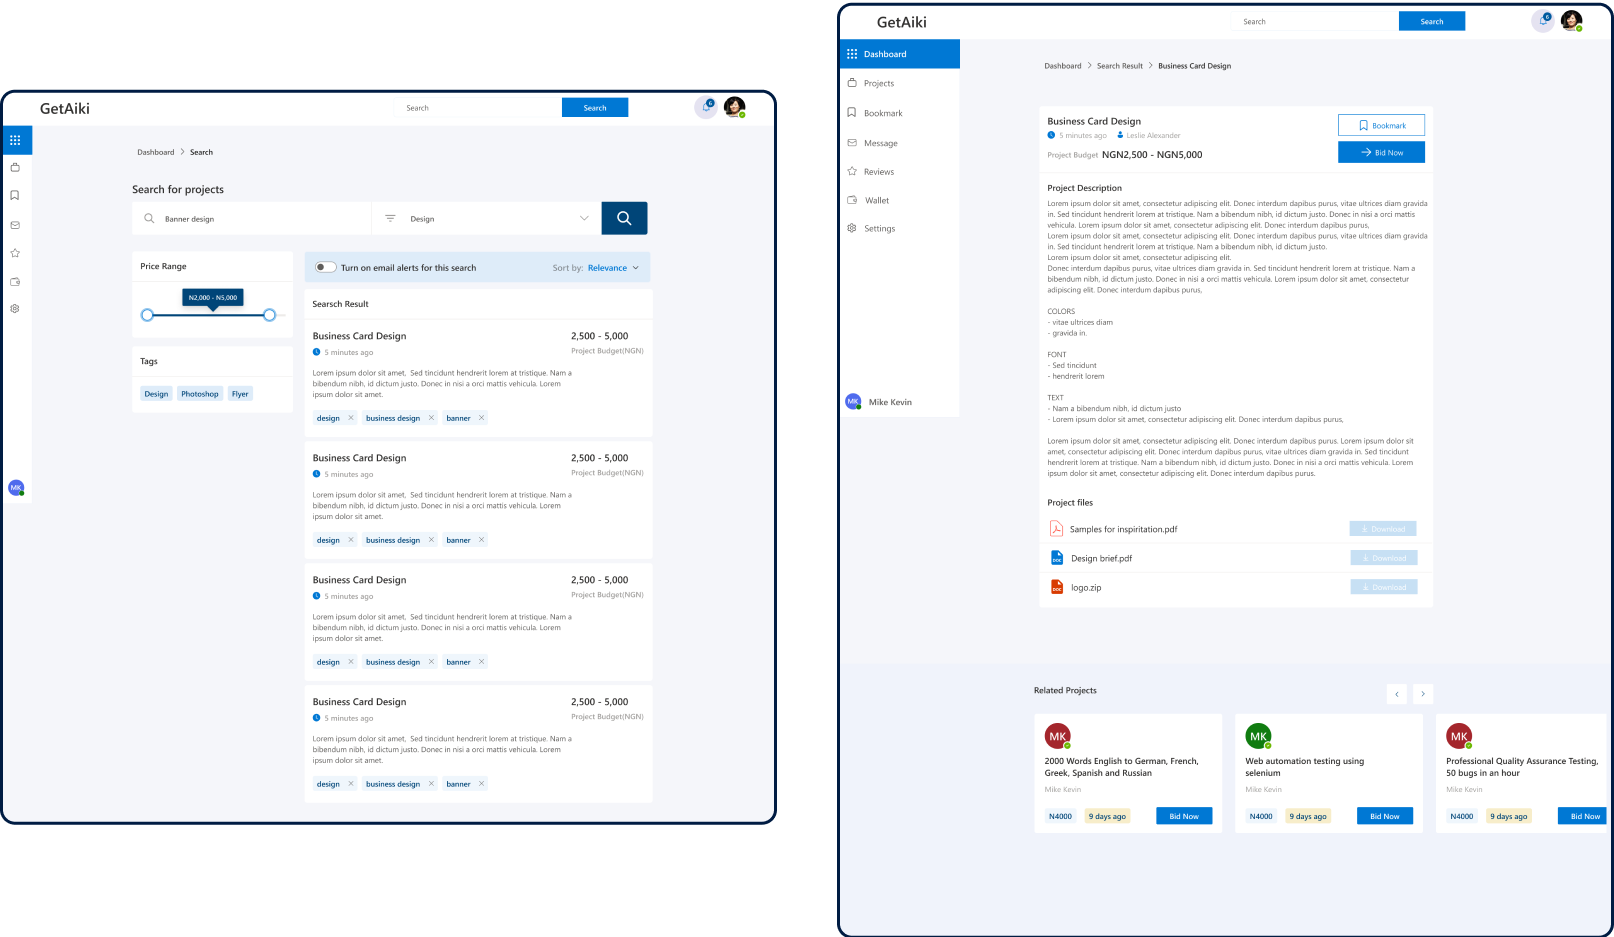 GetAiki
Search
Search
6
Dashboard > Search
Search for projects
Banner design
Design
Price Range
N2,000 - N5,000
Tags
Design Photoshop Flyer
MK
Turn on email alerts for this search
Sort by: Relevance
Searsch Result
Business Card Design
2,500 - 5,000
5 minutes ago
Project Budget(NGN)
Lorem ipsum dolor sit amet, Sed tincidunt hendrerit lorem at tristique. Nam a
bibendum nibh, id dictum justo. Donec in nisi a orci mattis vehicula. Lorem
ipsum dolor sit amet.
design × business design × banner ×
Business Card Design
2,500 - 5,000
5 minutes ago
Project Budget(NGN)
Lorem ipsum dolor sit amet, Sed tincidunt hendrerit lorem at tristique. Nam a
bibendum nibh, id dictum justo. Donec in nisi a orci mattis vehicula. Lorem
ipsum dolor sit amet.
design × business design × banner ×
Business Card Design
2,500 - 5,000
5 minutes ago
Project Budget(NGN)
Lorem ipsum dolor sit amet, Sed tincidunt hendrerit lorem at tristique. Nam a
bibendum nibh, id dictum justo. Donec in nisi a orci mattis vehicula. Lorem
ipsum dolor sit amet.
design × business design × banner ×
Business Card Design
2,500 - 5,000
5 minutes ago
Project Budget(NGN)
Lorem ipsum dolor sit amet, Sed tincidunt hendrerit lorem at tristique. Nam a
bibendum nibh, id dictum justo. Donec in nisi a orci mattis vehicula. Lorem
ipsum dolor sit amet.
design × business design × banner ×
GetAiki
Search
Search
6
Dashboard
Projects
Bookmark
Message
Reviews
Wallet
Settings
MK Mike Kevin
Dashboard > Search Result > Business Card Design
Business Card Design
5 minutes ago Leslie Alexander
Project Budget NGN2,500 - NGN5,000
Bookmark
Bid Now
Project Description
Lorem ipsum dolor sit amet, consectetur adipiscing elit. Donec interdum dapibus purus, vitae ultrices diam gravida
in. Sed tincidunt hendrerit lorem at tristique. Nam a bibendum nibh, id dictum justo. Donec in nisi a orci mattis
vehicula. Lorem ipsum dolor sit amet, consectetur adipiscing elit. Donec interdum dapibus purus,
Lorem ipsum dolor sit amet, consectetur adipiscing elit. Donec interdum dapibus purus, vitae ultrices diam gravida
in. Sed tincidunt hendrerit lorem at tristique. Nam a bibendum nibh, id dictum justo.
Lorem ipsum dolor sit amet, consectetur adipiscing elit.
Donec interdum dapibus purus, vitae ultrices diam gravida in. Sed tincidunt hendrerit lorem at tristique. Nam a
bibendum nibh, id dictum justo. Donec in nisi a orci mattis vehicula. Lorem ipsum dolor sit amet, consectetur
adipiscing elit. Donec interdum dapibus purus,
COLORS
- vitae ultrices diam
- gravida in.
FONT
- Sed tincidunt
- hendrerit lorem
TEXT
- Nam a bibendum nibh, id dictum justo
- Lorem ipsum dolor sit amet, consectetur adipiscing elit. Donec interdum dapibus purus,
Lorem ipsum dolor sit amet, consectetur adipiscing elit. Donec interdum dapibus purus. Lorem ipsum dolor sit
amet, consectetur adipiscing elit. Donec interdum dapibus purus, vitae ultrices diam gravida in. Sed tincidunt
hendrerit lorem at tristique. Nam a bibendum nibh, id dictum justo. Donec in nisi a orci mattis vehicula. Lorem
ipsum dolor sit amet, consectetur adipiscing elit. Donec interdum dapibus purus.
Project files
Samples for inspiritation.pdf
Download
DOC
Design brief.pdf
Download
DOC
logo.zip
Download
Related Projects
MK
2000 Words English to German, French,
Greek, Spanish and Russian
Mike Kevin
N4000 9 days ago Bid Now
MK
Web automation testing using
selenium
Mike Kevin
N4000 9 days ago Bid Now
MK
Professional Quality Assurance Testing,
50 bugs in an hour
Mike Kevin
N4000 9 days ago Bid Now